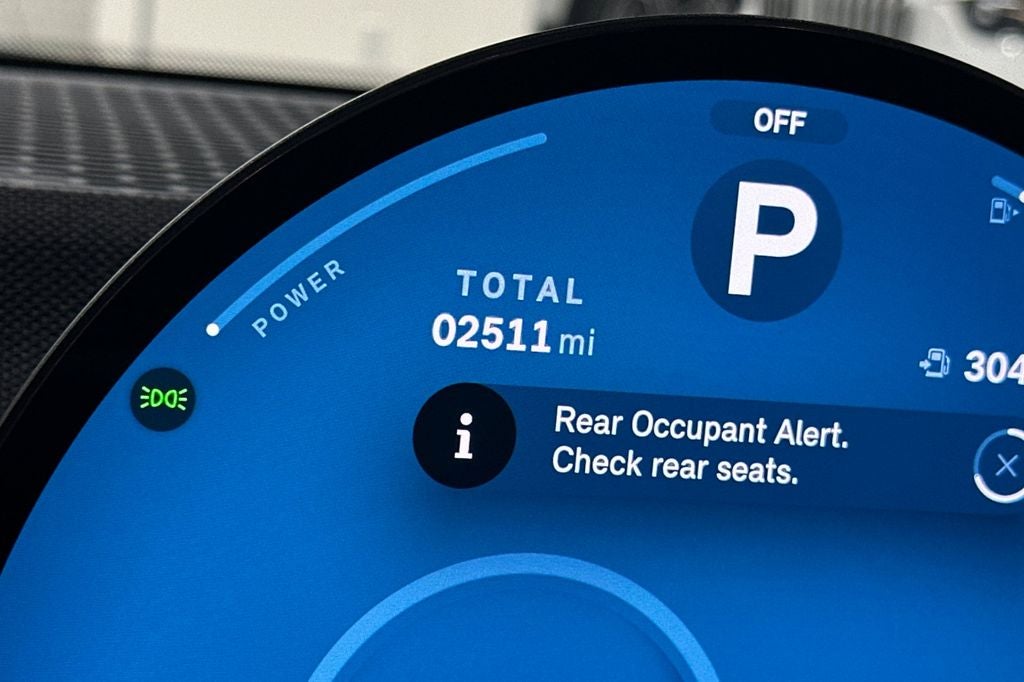 OFF
P
POWER
TOTAL
02511 mi
304
i
Rear Occupant Alert.
Check rear seats.